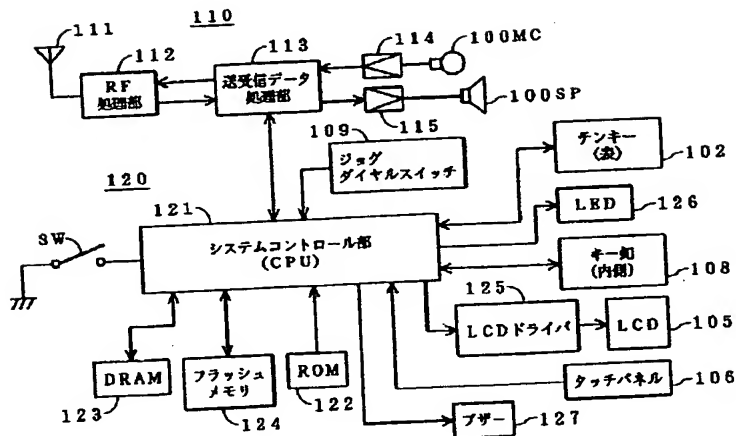 110
111
112
113
114
100MC
RF
処理部
送受信データ
処理部
100SP
115
109
ジョグ
ダイヤルスイッチ
テンキー
(表)
102
120
121
LED
126
SW
システムコントロール部
(CPU)
キー釦
(内側)
108
125
LCDドライバ
LCD
105
DRAM
123
フラッシュ
メモリ
124
ROM
122
タッチパネル
106
ブザー
127